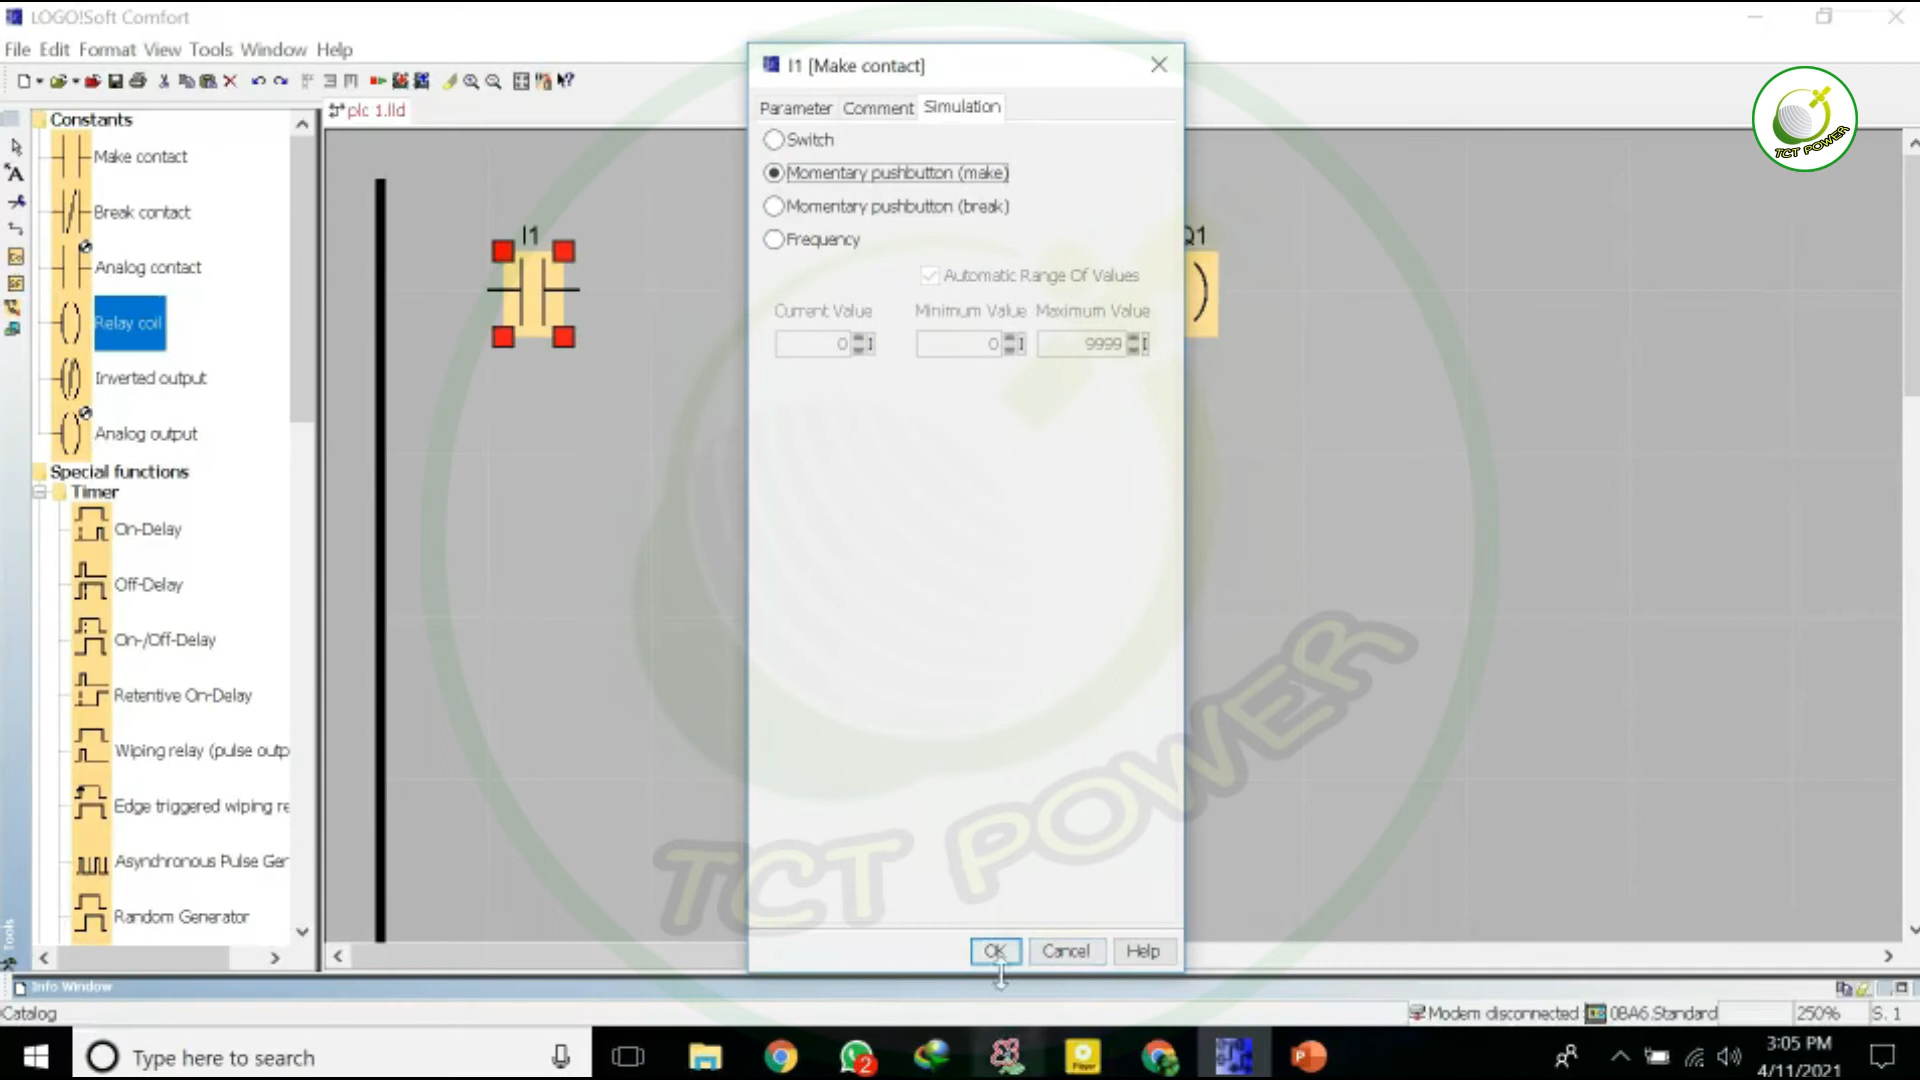 LOGO!Soft Comfort
File Edit Format View Tools Window Help
plc 1.lld
Constants
Make contact
Break contact
Analog contact
Relay coil
Inverted output
Analog output
Special functions
Timer
On-Delay
Off-Delay
On-/Off-Delay
Retentive On-Delay
Wiping relay (pulse outp
Edge triggered wiping re
Asynchronous Pulse Ger
Random Generator
Tools
I1
Q1
I1 [Make contact]
Parameter Comment Simulation
Switch
Momentary pushbutton (make)
Momentary pushbutton (break)
Frequency
Automatic Range Of Values
Current Value Minimum Value Maximum Value
0 0 9999
OK Cancel Help
TCT POWER
TCT POWER
Info Window
Catalog
Modem disconnected 0BA6.Standard 250% S. 1
Type here to search
2
Player
3:05 PM
4/11/2021